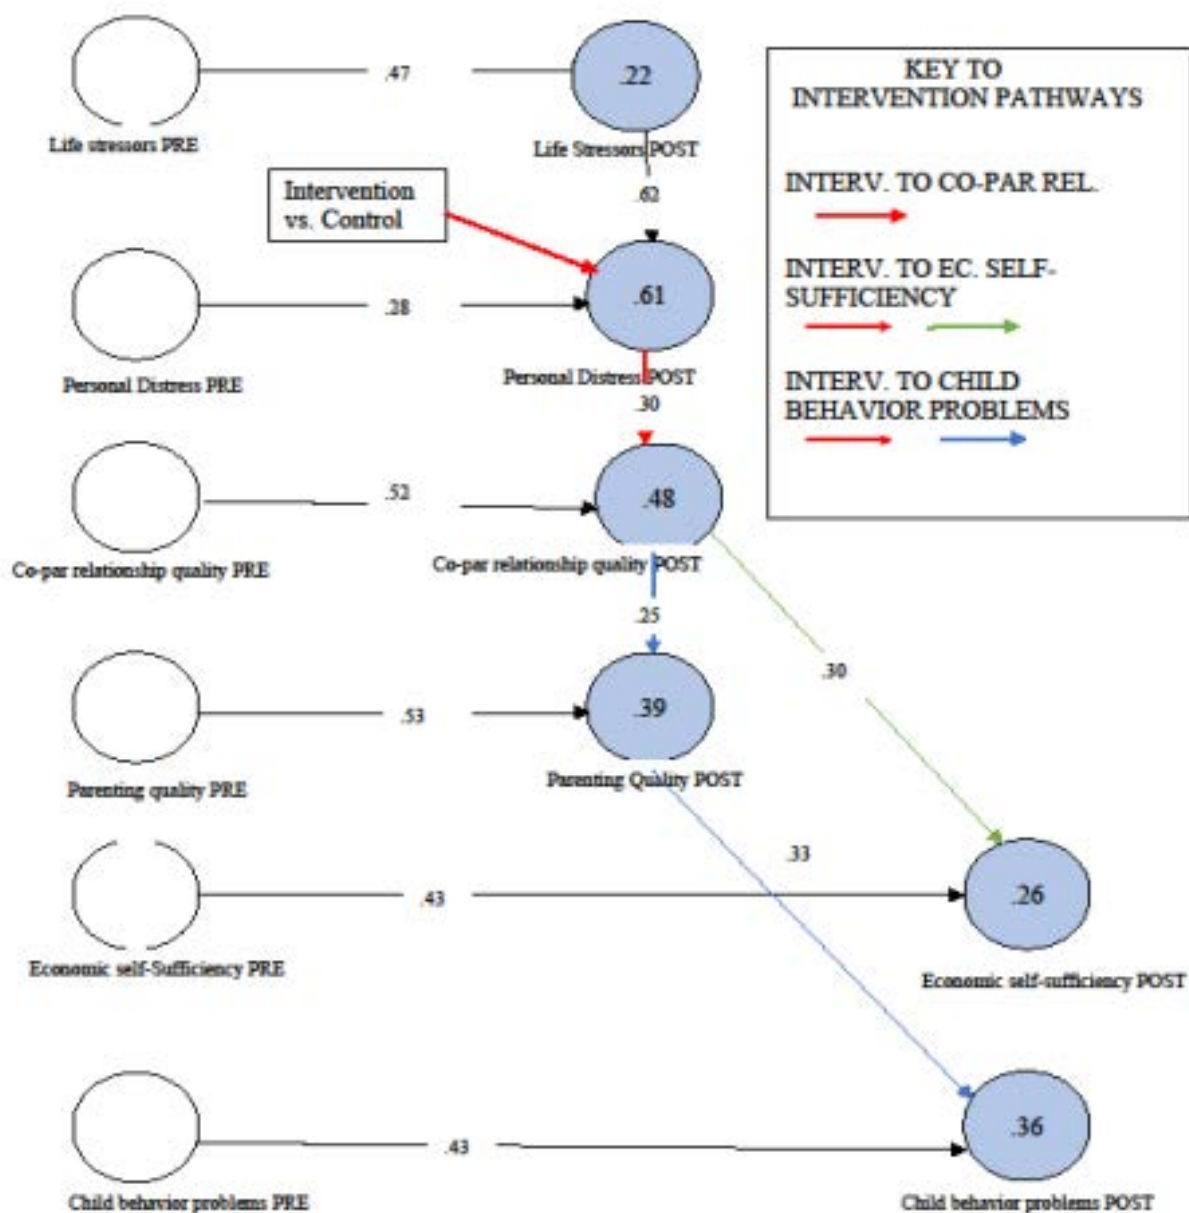 .47
.22
Life stressors PRE
Life Stressors POST
KEY TO
INTERVENTION PATHWAYS
INTERV. TO CO-PAR REL.
INTERV. TO EC. SELF-
SUFFICIENCY
INTERV. TO CHILD
BEHAVIOR PROBLEMS
Intervention
vs. Control
.62
.28
.61
Personal Distress PRE
Personal Distress POST
.30
.52
.48
Co-par relationship quality PRE
Co-par relationship quality POST
.25
.30
.53
.39
Parenting quality PRE
Parenting Quality POST
.33
.43
.26
Economic self-Sufficiency PRE
Economic self-sufficiency POST
.43
.36
Child behavior problems PRE
Child behavior problems POST